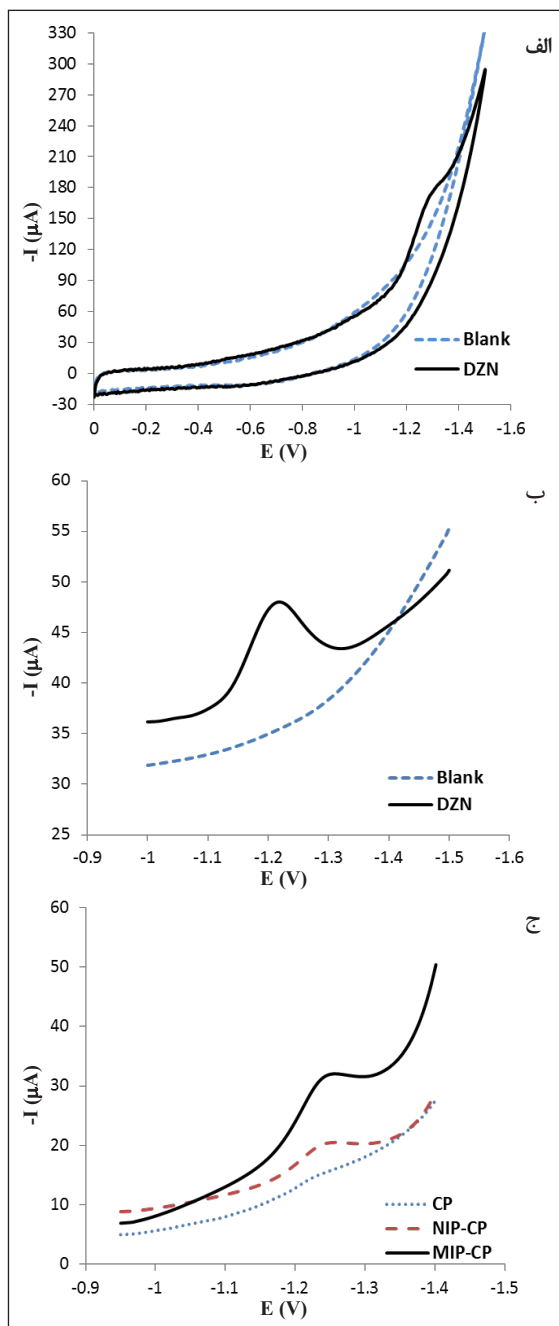 الف
-I (µA)
330
300
270
240
210
180
150
120
90
60
30
0
-30
Blank
DZN
0 -0.2 -0.4 -0.6 -0.8 -1 -1.2 -1.4 -1.6
E (V)
ب
-I (µA)
60
55
50
45
40
35
30
25
Blank
DZN
-0.9 -1 -1.1 -1.2 -1.3 -1.4 -1.5 -1.6
E (V)
ج
-I (µA)
60
50
40
30
20
10
0
CP
NIP-CP
MIP-CP
-0.9 -1 -1.1 -1.2 -1.3 -1.4 -1.5
E (V)